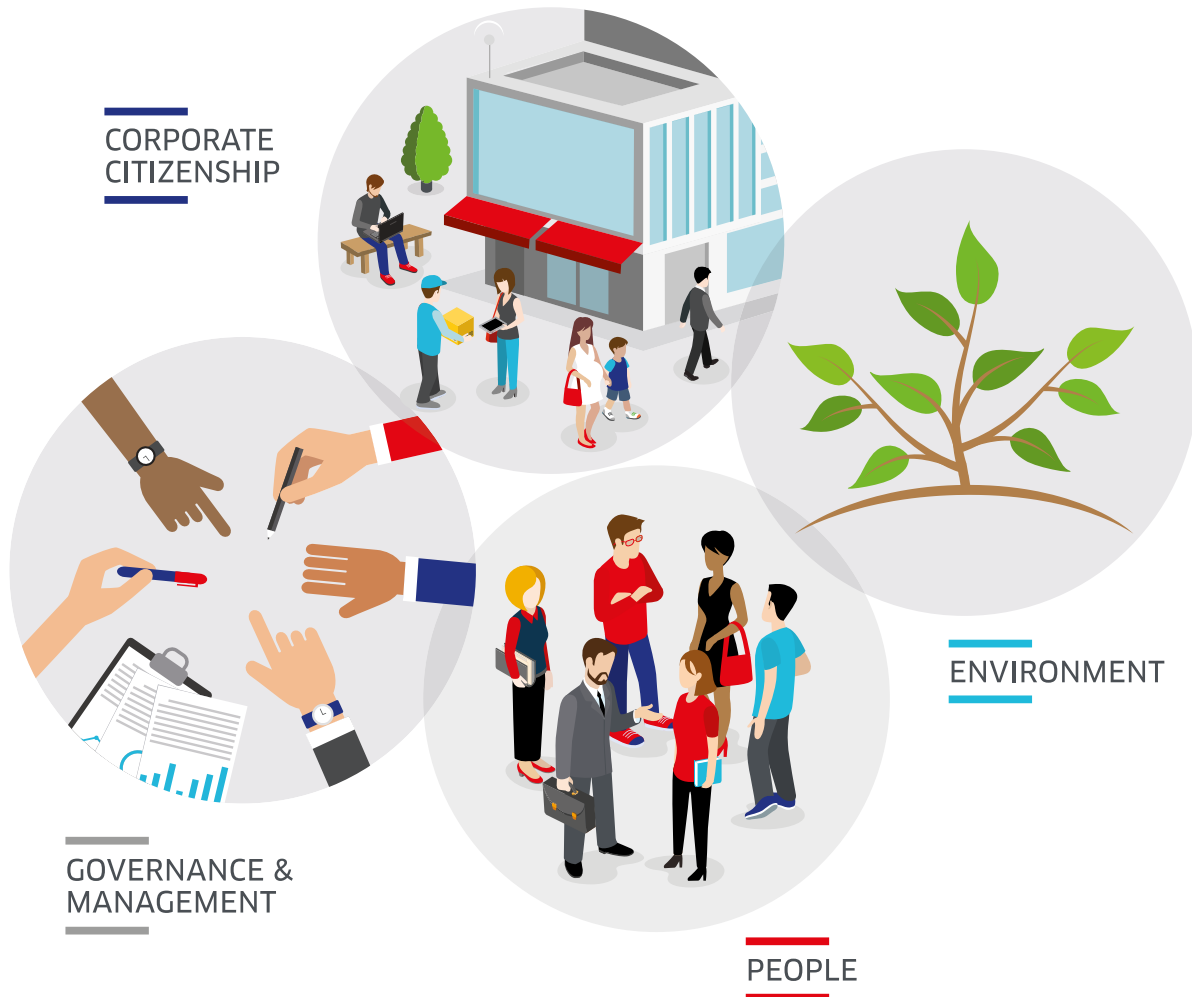 CORPORATE
CITIZENSHIP
ENVIRONMENT
GOVERNANCE &
MANAGEMENT
PEOPLE